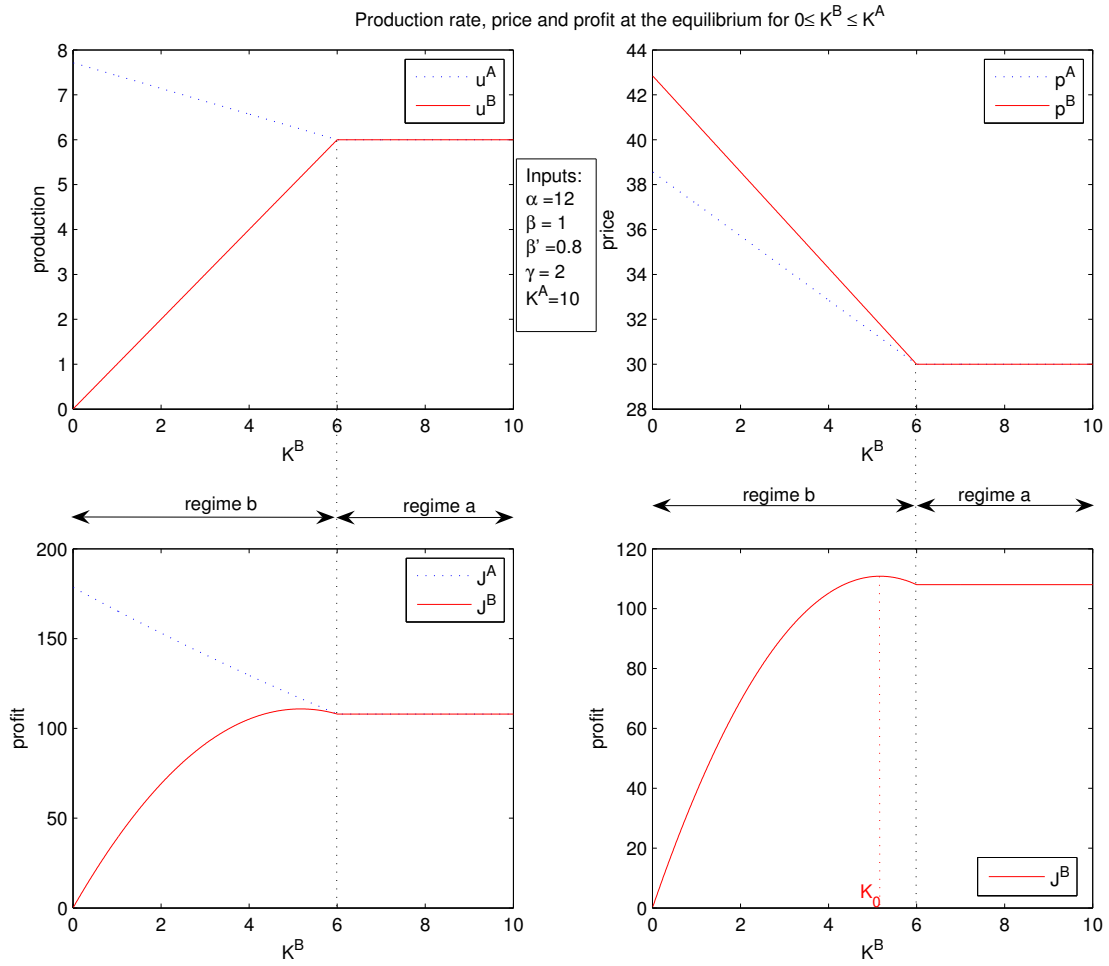 Production rate, price and profit at the equilibrium for 0≤ K^B ≤ K^A
8
7
6
5
4
3
2
1
0
production
u^A
u^B
0 2 4 6 8 10
K^B
Inputs:
α =12
β = 1
β' =0.8
γ = 2
K^A=10
44
42
40
38
36
34
32
30
28
price
p^A
p^B
0 2 4 6 8 10
K^B
regime b regime a
regime b regime a
200
150
100
50
0
profit
J^A
J^B
0 2 4 6 8 10
K^B
120
100
80
60
40
20
0
profit
K_0
J^B
0 2 4 6 8 10
K^B